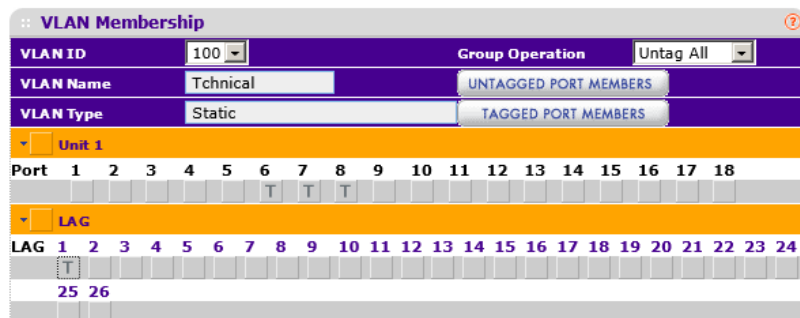 VLAN Membership
VLAN ID 100 Group Operation Untag All
VLAN Name Tchnical UNTAGGED PORT MEMBERS
VLAN Type Static TAGGED PORT MEMBERS
Unit 1
Port 1 2 3 4 5 6 7 8 9 10 11 12 13 14 15 16 17 18
T T T
LAG
LAG 1 2 3 4 5 6 7 8 9 10 11 12 13 14 15 16 17 18 19 20 21 22 23 24
T
25 26